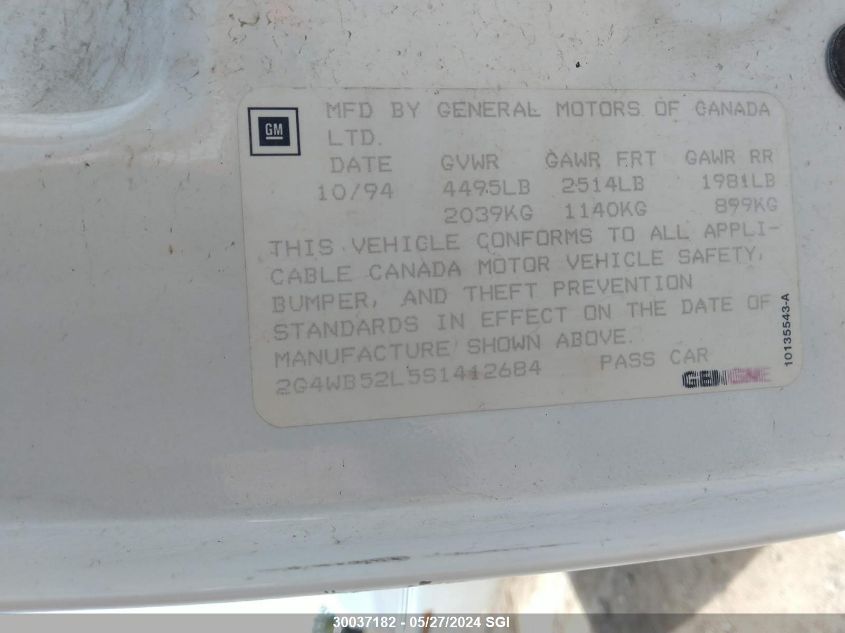 GM
MFD BY GENERAL MOTORS OF CANADA
LTD.
DATE GVWR GAWR FRT GAWR RR
10/94 4495LB 2514LB 1981LB
2039KG 1140KG 899KG
THIS VEHICLE CONFORMS TO ALL APPLI-
CABLE CANADA MOTOR VEHICLE SAFETY,
BUMPER, AND THEFT PREVENTION
STANDARDS IN EFFECT ON THE DATE OF
MANUFACTURE SHOWN ABOVE.
2G4WB52L5S1412684 PASS CAR
10135543-A
30037182 - 05/27/2024 SGI